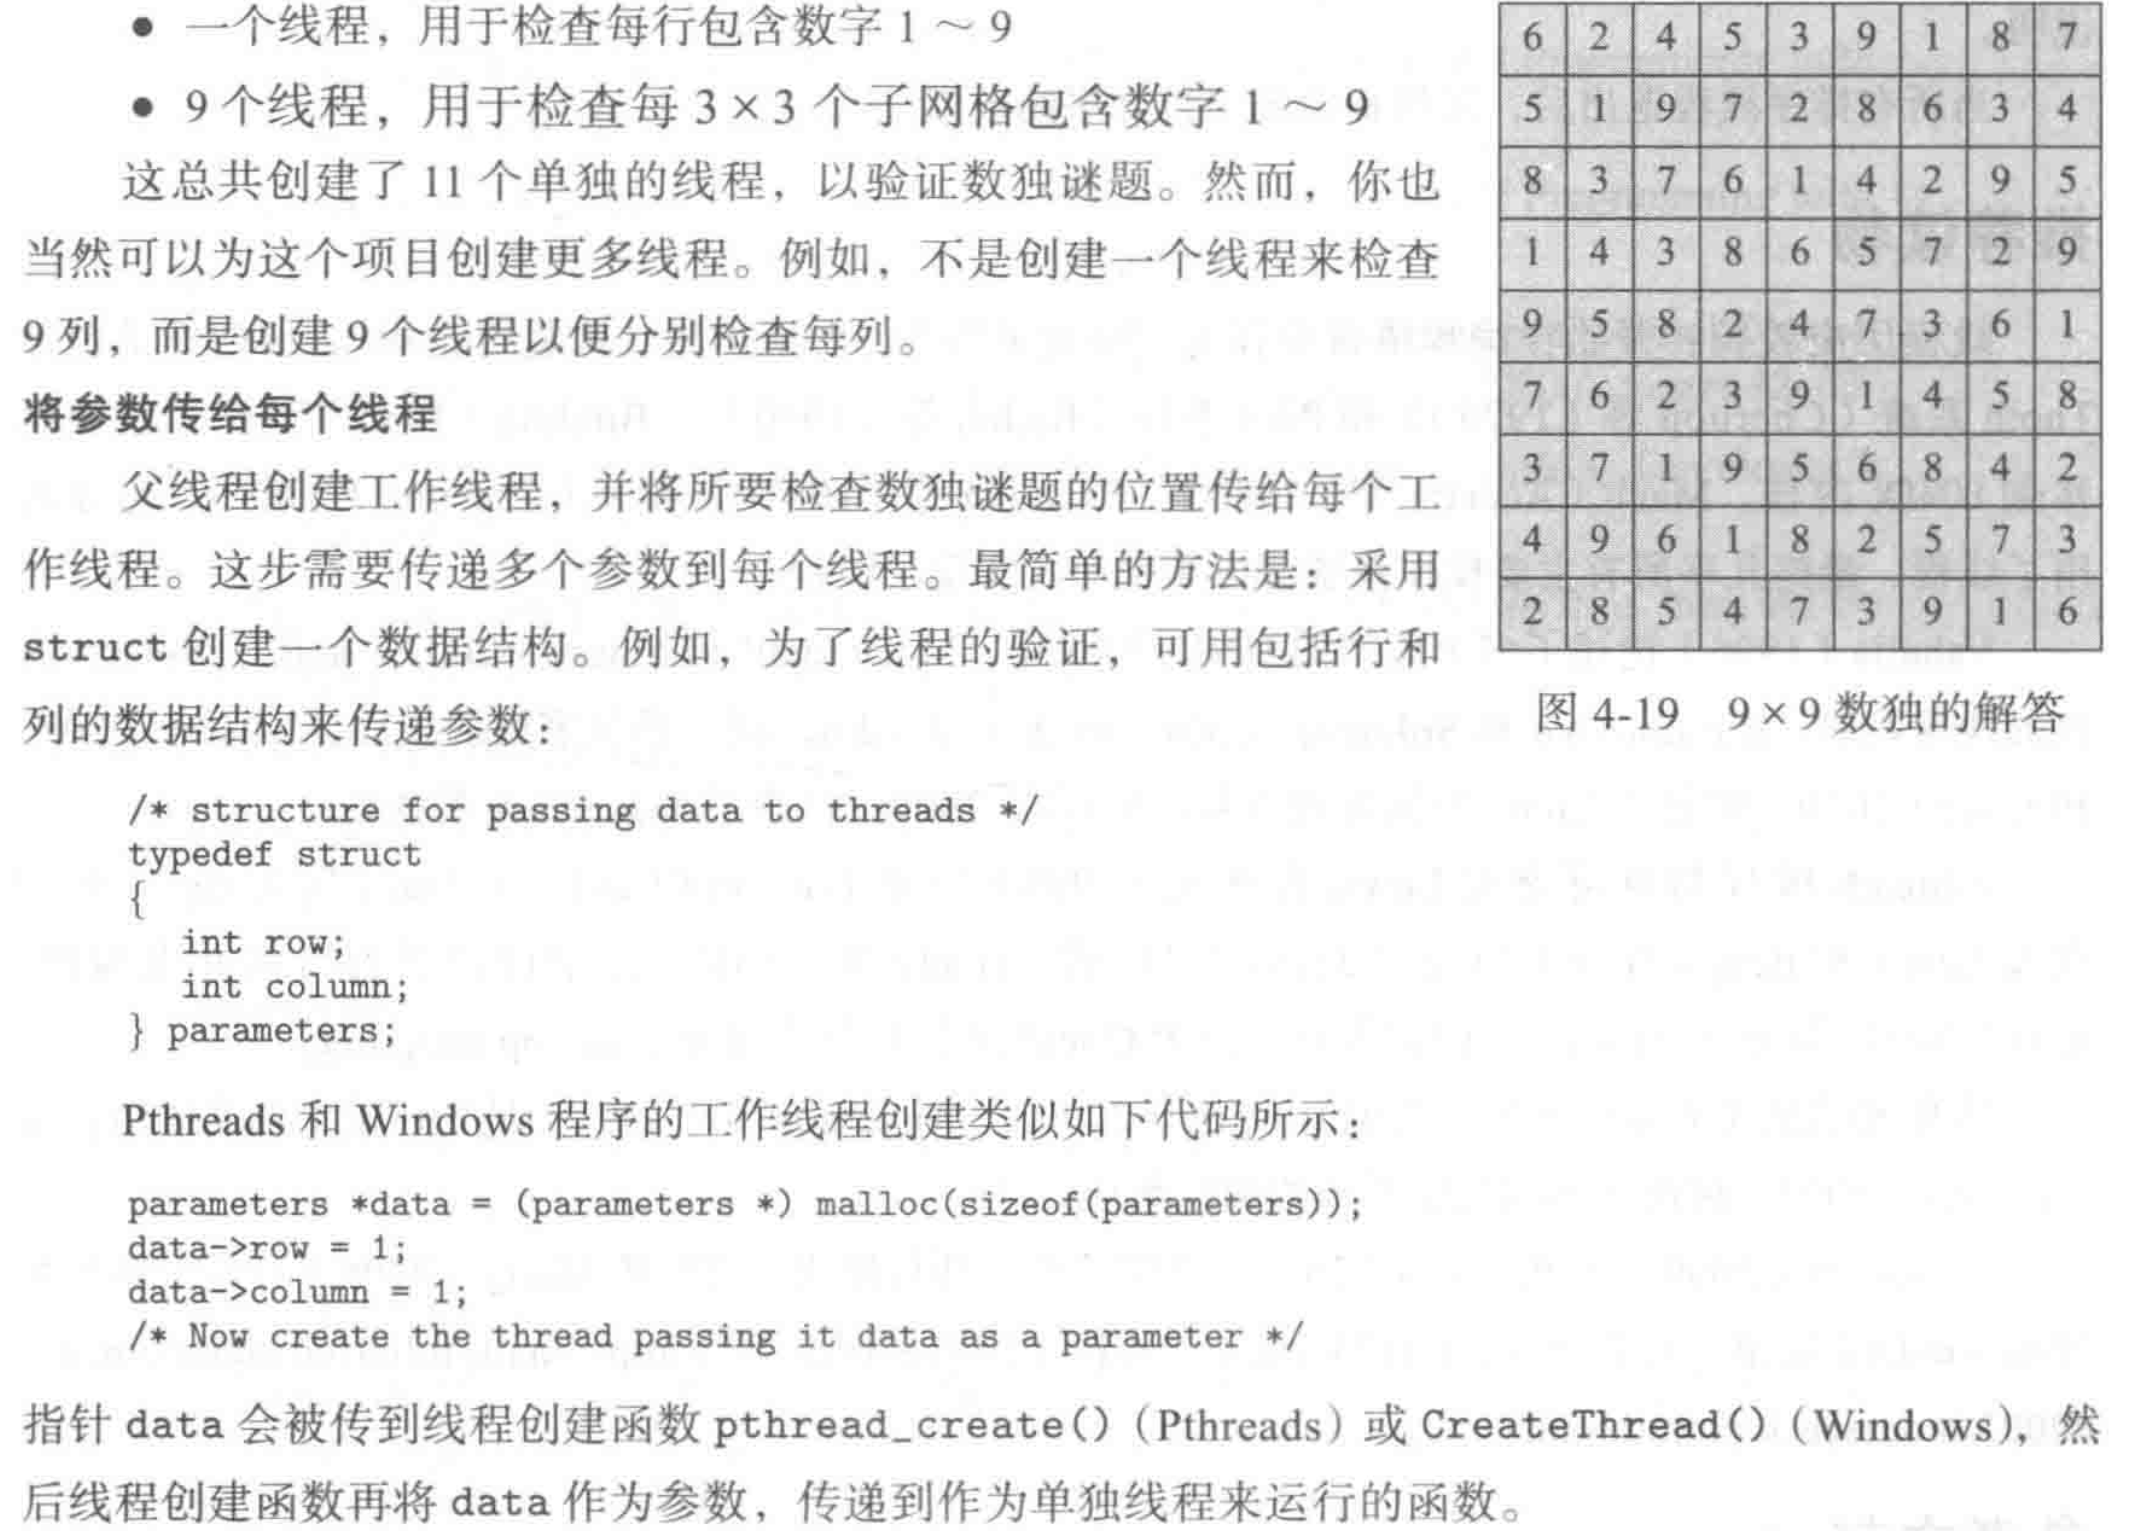 ● 一个线程，用于检查每行包含数字 1 ～ 9
● 9 个线程，用于检查每 3 × 3 个子网格包含数字 1 ～ 9
这总共创建了 11 个单独的线程，以验证数独谜题。然而，你也
当然可以为这个项目创建更多线程。例如，不是创建一个线程来检查
9 列，而是创建 9 个线程以便分别检查每列。
将参数传给每个线程
父线程创建工作线程，并将所要检查数独谜题的位置传给每个工
作线程。这步需要传递多个参数到每个线程。最简单的方法是：采用
struct 创建一个数据结构。例如，为了线程的验证，可用包括行和
列的数据结构来传递参数：
6 2 4 5 3 9 1 8 7
5 1 9 7 2 8 6 3 4
8 3 7 6 1 4 2 9 5
1 4 3 8 6 5 7 2 9
9 5 8 2 4 7 3 6 1
7 6 2 3 9 1 4 5 8
3 7 1 9 5 6 8 4 2
4 9 6 1 8 2 5 7 3
2 8 5 4 7 3 9 1 6
图 4-19 9 × 9 数独的解答
/* structure for passing data to threads */
typedef struct
{
int row;
int column;
} parameters;
Pthreads 和 Windows 程序的工作线程创建类似如下代码所示：
parameters *data = (parameters *) malloc(sizeof(parameters));
data->row = 1;
data->column = 1;
/* Now create the thread passing it data as a parameter */
指针 data 会被传到线程创建函数 pthread_create()（Pthreads）或 CreateThread()（Windows），然
后线程创建函数再将 data 作为参数，传递到作为单独线程来运行的函数。